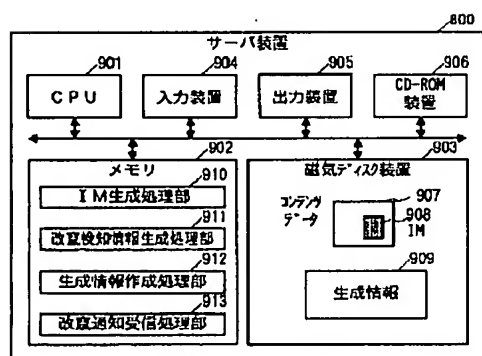 800
サーバ装置
901
904
905
906
CPU
入力装置
出力装置
CD-ROM
装置
902
メモリ
910
IM生成処理部
911
改竄検知情報生成処理部
912
生成情報作成処理部
913
改竄通知受信処理部
903
磁気ディスク装置
907
コンテンツ
データ
908
IM
909
生成情報